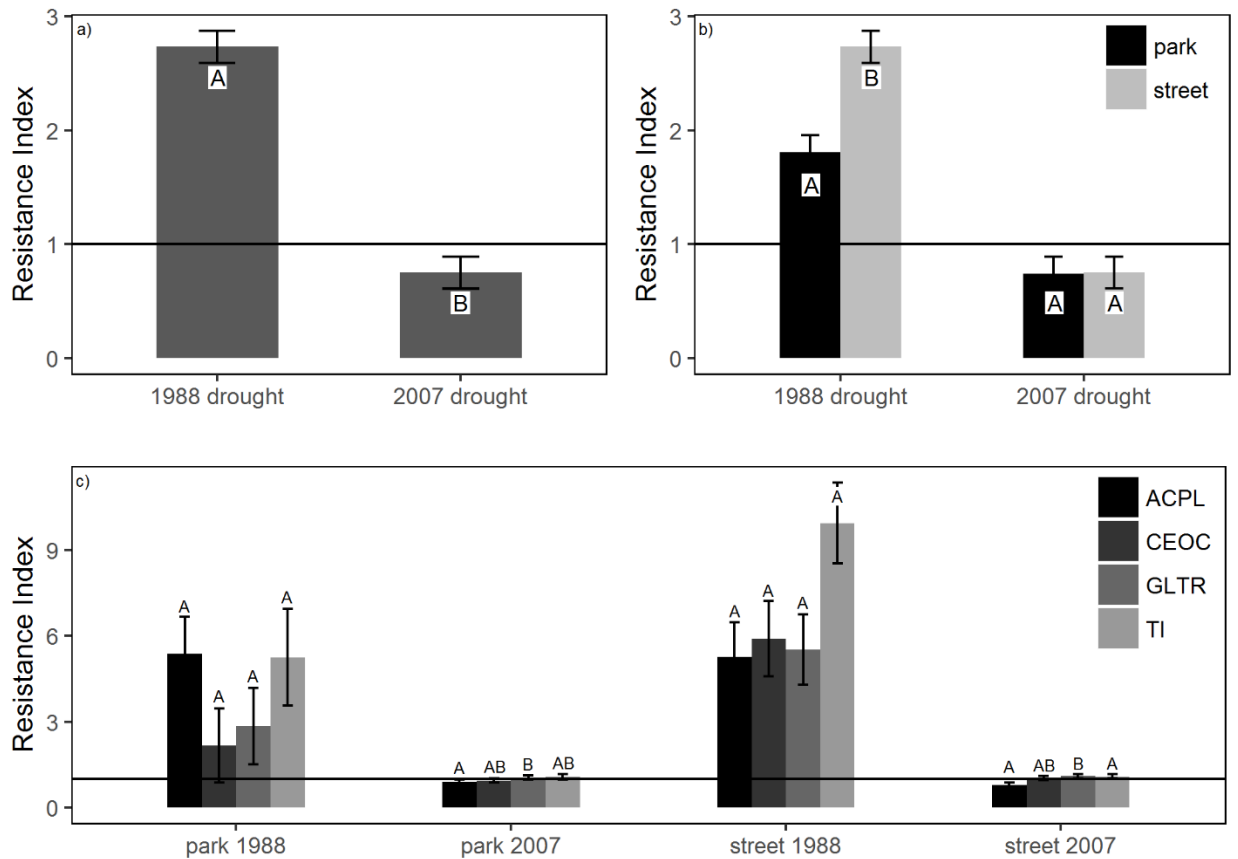 a)
Resistance Index
3
2
1
0
A
B
1988 drought
2007 drought
b)
Resistance Index
3
2
1
0
A
B
A
A
park
street
1988 drought
2007 drought
c)
Resistance Index
9
6
3
0
A
A
A
A
A
AB
B
AB
A
A
A
A
A
AB
B
A
ACPL
CEOC
GLTR
TI
park 1988
park 2007
street 1988
street 2007